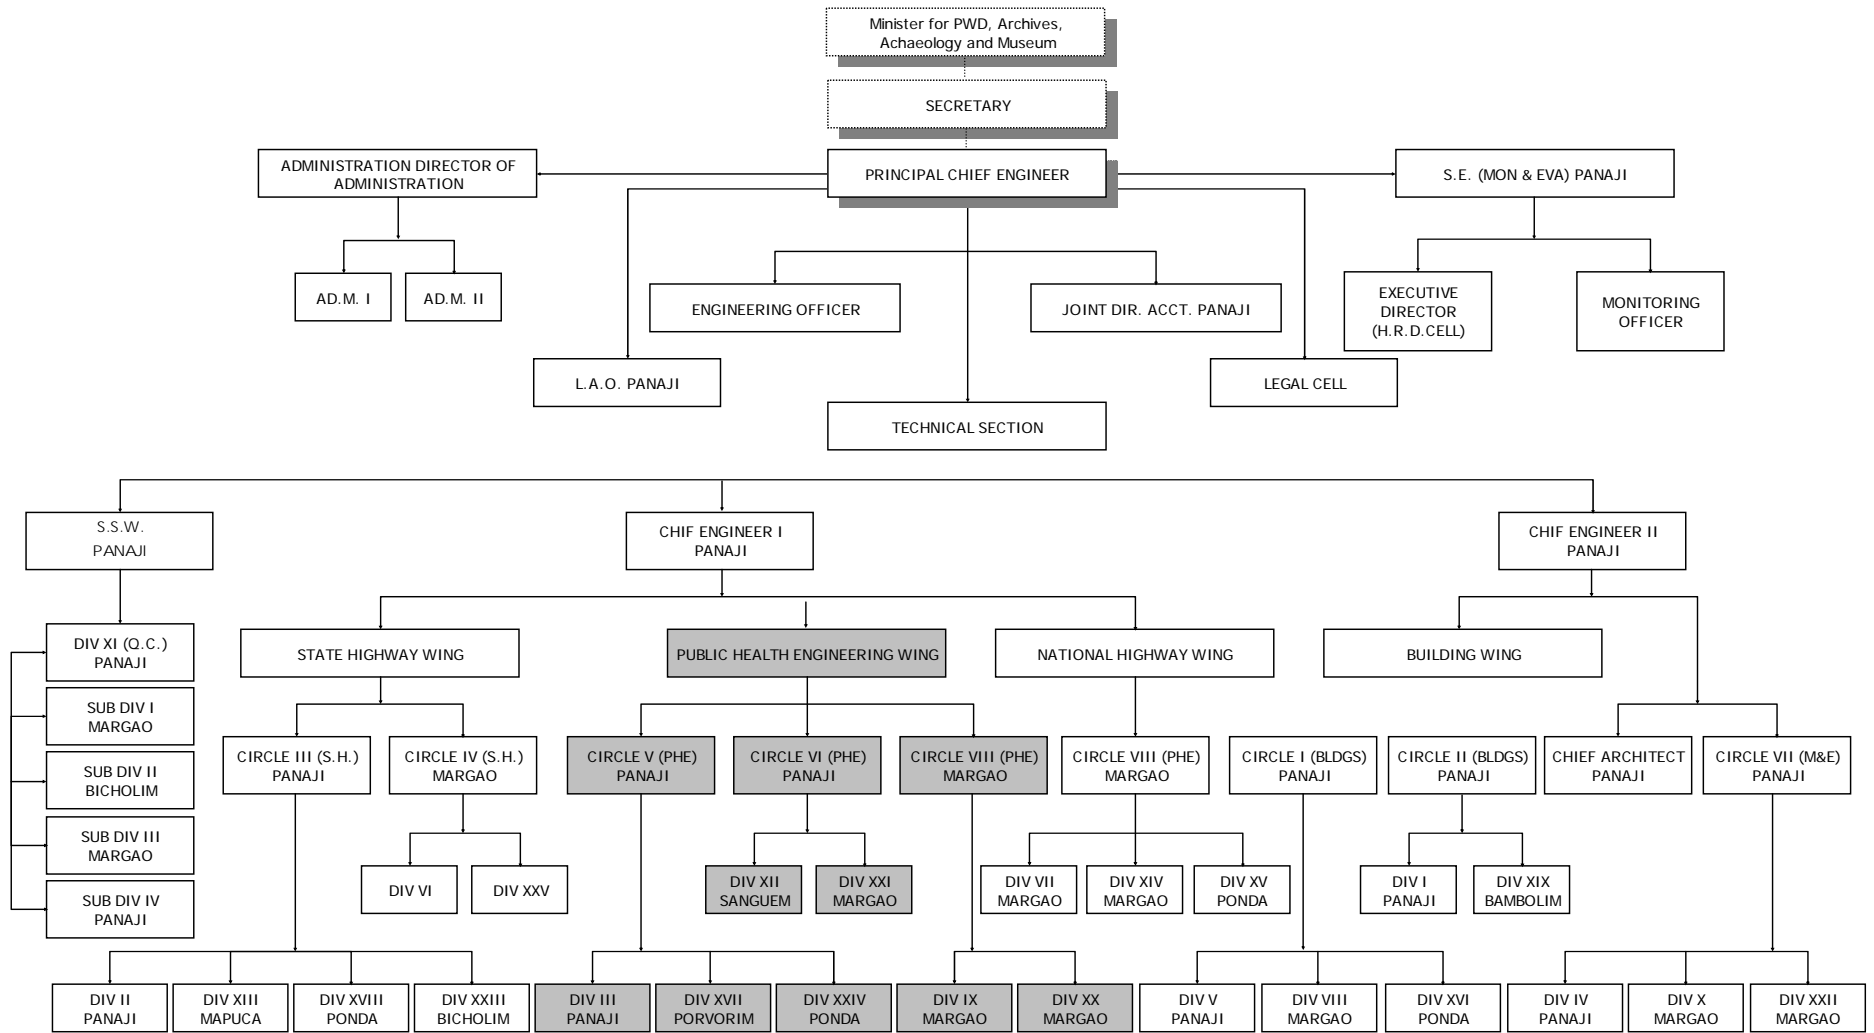 Minister for PWD, Archives,
Achaeology and Museum
SECRETARY
ADMINISTRATION DIRECTOR OF
ADMINISTRATION
PRINCIPAL CHIEF ENGINEER
S.E. (MON & EVA) PANAJI
AD.M. I
AD.M. II
ENGINEERING OFFICER
JOINT DIR. ACCT. PANAJI
EXECUTIVE
DIRECTOR
(H.R.D.CELL)
MONITORING
OFFICER
L.A.O. PANAJI
LEGAL CELL
TECHNICAL SECTION
S.S.W.
PANAJI
CHIF ENGINEER I
PANAJI
CHIF ENGINEER II
PANAJI
DIV XI (Q.C.)
PANAJI
SUB DIV I
MARGAO
SUB DIV II
BICHOLIM
SUB DIV III
MARGAO
SUB DIV IV
PANAJI
STATE HIGHWAY WING
PUBLIC HEALTH ENGINEERING WING
NATIONAL HIGHWAY WING
BUILDING WING
CIRCLE III (S.H.)
PANAJI
CIRCLE IV (S.H.)
MARGAO
CIRCLE V (PHE)
PANAJI
CIRCLE VI (PHE)
PANAJI
CIRCLE VIII (PHE)
MARGAO
CIRCLE VIII (PHE)
MARGAO
CIRCLE I (BLDGS)
PANAJI
CIRCLE II (BLDGS)
PANAJI
CHIEF ARCHITECT
PANAJI
CIRCLE VII (M&E)
PANAJI
DIV VI
DIV XXV
DIV XII
SANGUEM
DIV XXI
MARGAO
DIV VII
MARGAO
DIV XIV
MARGAO
DIV XV
PONDA
DIV I
PANAJI
DIV XIX
BAMBOLIM
DIV II
PANAJI
DIV XIII
MAPUCA
DIV XVIII
PONDA
DIV XXIII
BICHOLIM
DIV III
PANAJI
DIV XVII
PORVORIM
DIV XXIV
PONDA
DIV IX
MARGAO
DIV XX
MARGAO
DIV V
PANAJI
DIV VIII
MARGAO
DIV XVI
PONDA
DIV IV
PANAJI
DIV X
MARGAO
DIV XXII
MARGAO